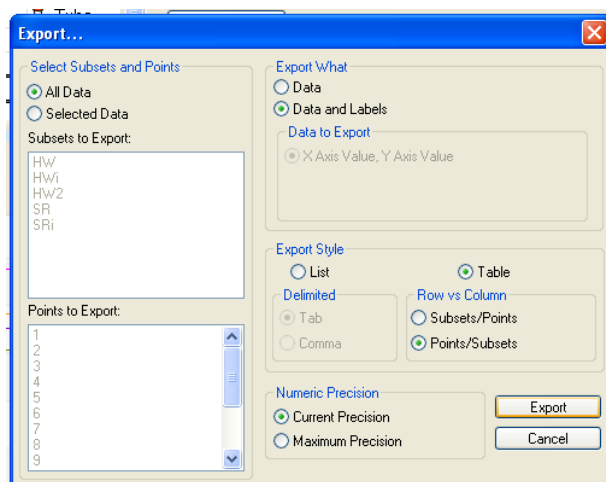 Export...
Select Subsets and Points
All Data
Selected Data
Subsets to Export:
HW
HWi
HW2
SR
SRi
Points to Export:
1
2
3
4
5
6
7
8
9
Export What
Data
Data and Labels
Data to Export
X Axis Value, Y Axis Value
Export Style
List
Table
Delimited
Tab
Comma
Row vs Column
Subsets/Points
Points/Subsets
Numeric Precision
Current Precision
Maximum Precision
Export
Cancel